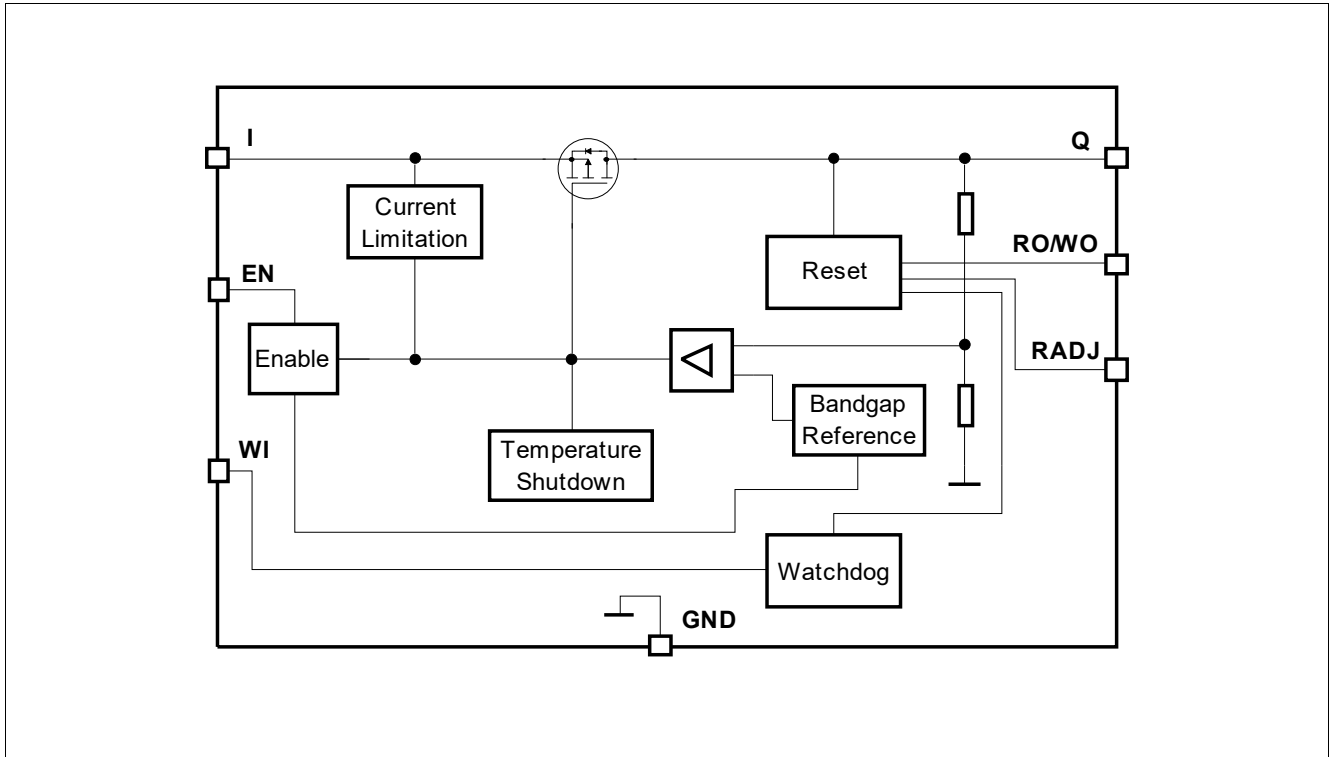 I
Q
Current
Limitation
RO/WO
Reset
EN
Enable
RADJ
Bandgap
Reference
WI
Temperature
Shutdown
Watchdog
GND